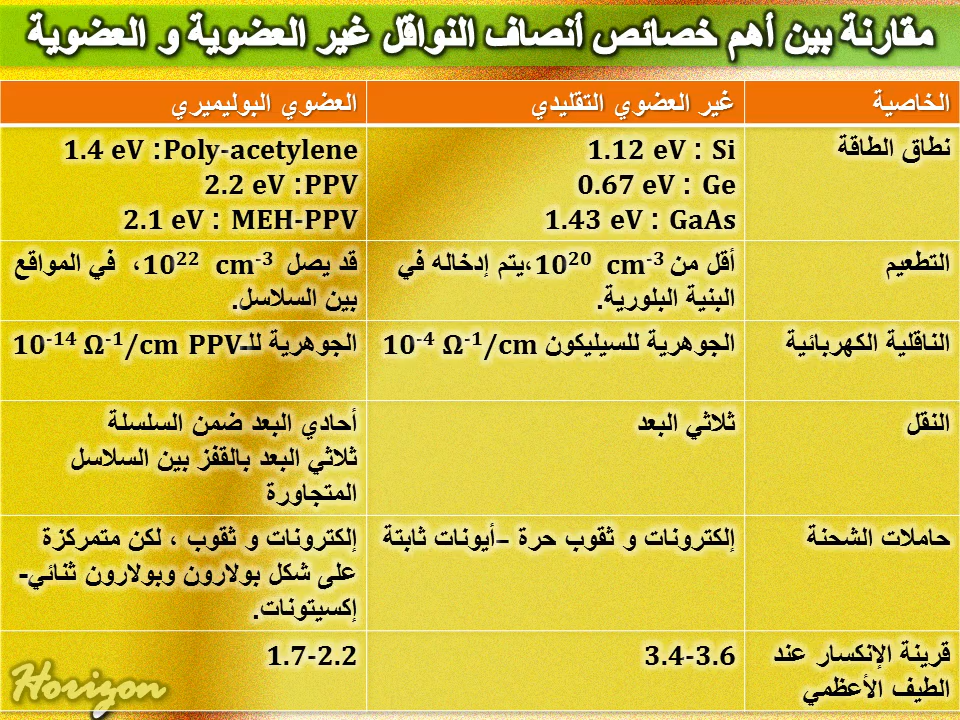 مقارنة بين أهم خصائص أنصاف النواقل غير العضوية و العضوية
الخاصية
غير العضوي التقليدي
العضوي البوليميري
نطاق الطاقة
1.12 eV : Si
0.67 eV : Ge
1.43 eV : GaAs
1.4 eV :Poly-acetylene
2.2 eV :PPV
2.1 eV : MEH-PPV
التطعيم
أقل من 10²⁰ cm⁻³،يتم إدخاله في
البنية البلورية.
قد يصل 10²² cm⁻³، في المواقع
بين السلاسل.
الناقلية الكهربائية
الجوهرية للسيليكون 10⁻⁴ Ω⁻¹/cm
الجوهرية للـ10⁻¹⁴ Ω⁻¹/cm PPV-
النقل
ثلاثي البعد
أحادي البعد ضمن السلسلة
ثلاثي البعد بالقفز بين السلاسل
المتجاورة
حاملات الشحنة
إلكترونات و ثقوب حرة –أيونات ثابتة
إلكترونات و ثقوب ، لكن متمركزة
على شكل بولارون وبولارون ثنائي-
إكسيتونات.
قرينة الإنكسار عند
الطيف الأعظمي
3.4-3.6
1.7-2.2
Horizon